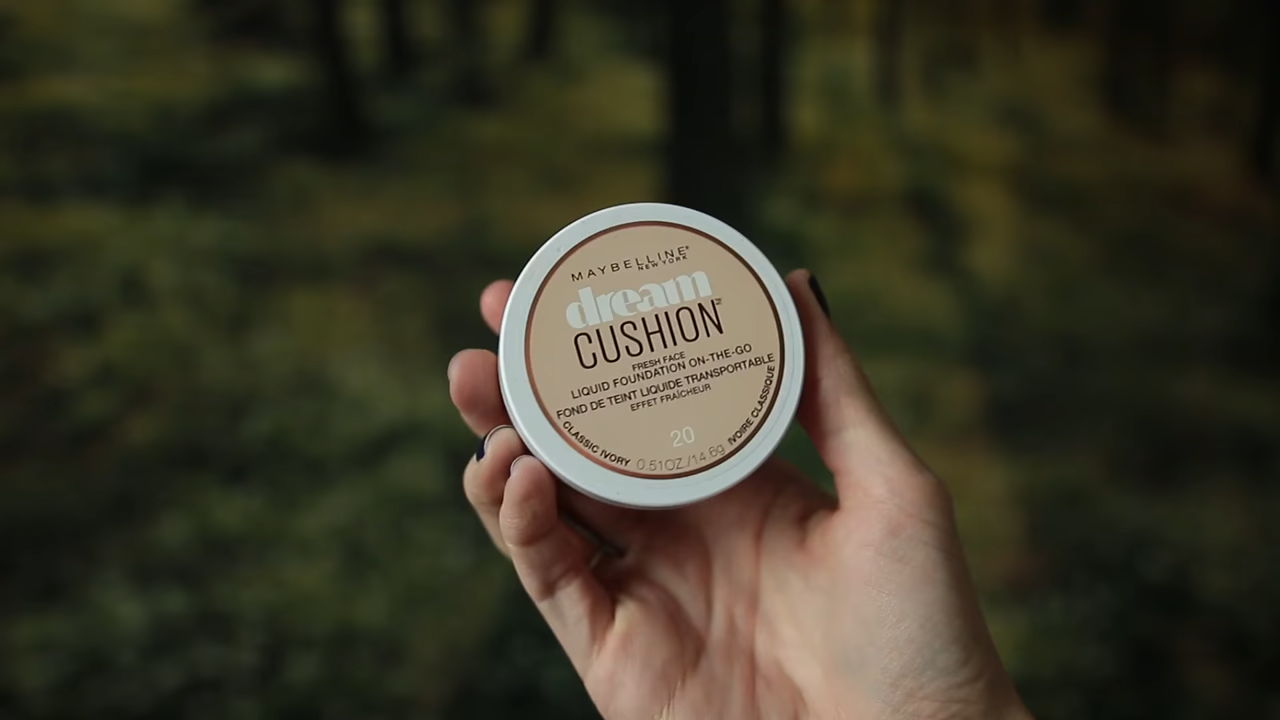 MAYBELLINE®
NEW YORK
dream
CUSHION™
FRESH FACE
LIQUID FOUNDATION ON-THE-GO
FOND DE TEINT LIQUIDE TRANSPORTABLE
EFFET FRAÎCHEUR
20
CLASSIC IVORY 0.51OZ./14.6g IVOIRE CLASSIQUE